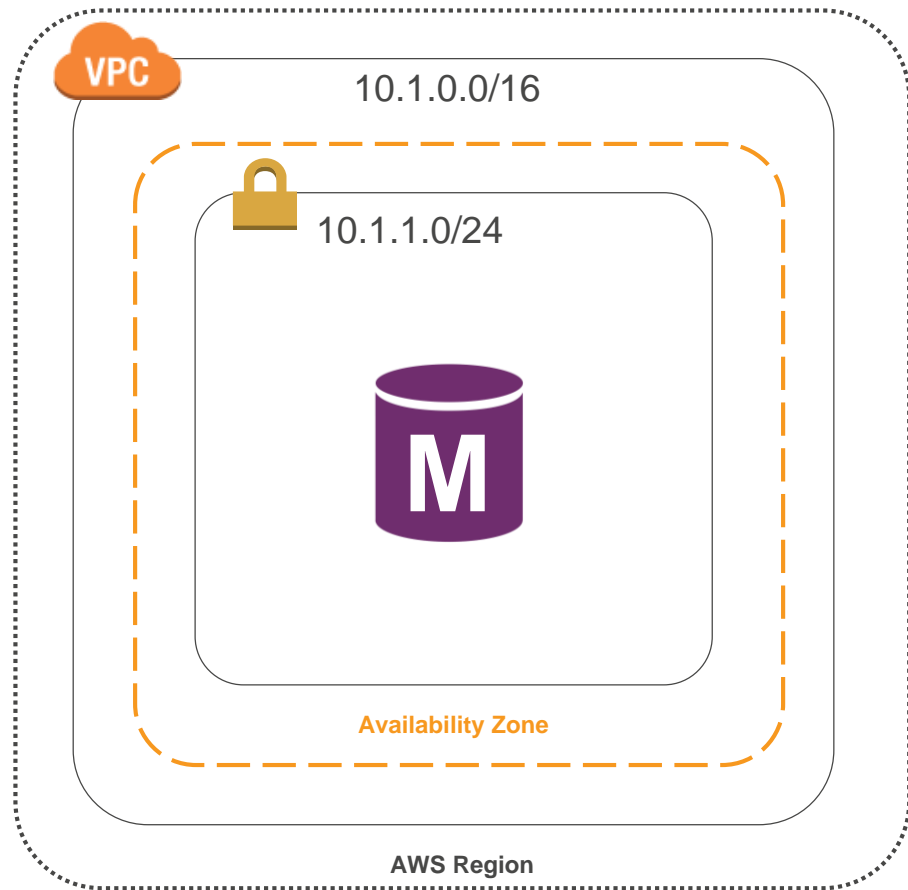 VPC
10.1.0.0/16
10.1.1.0/24
M
Availability Zone
AWS Region